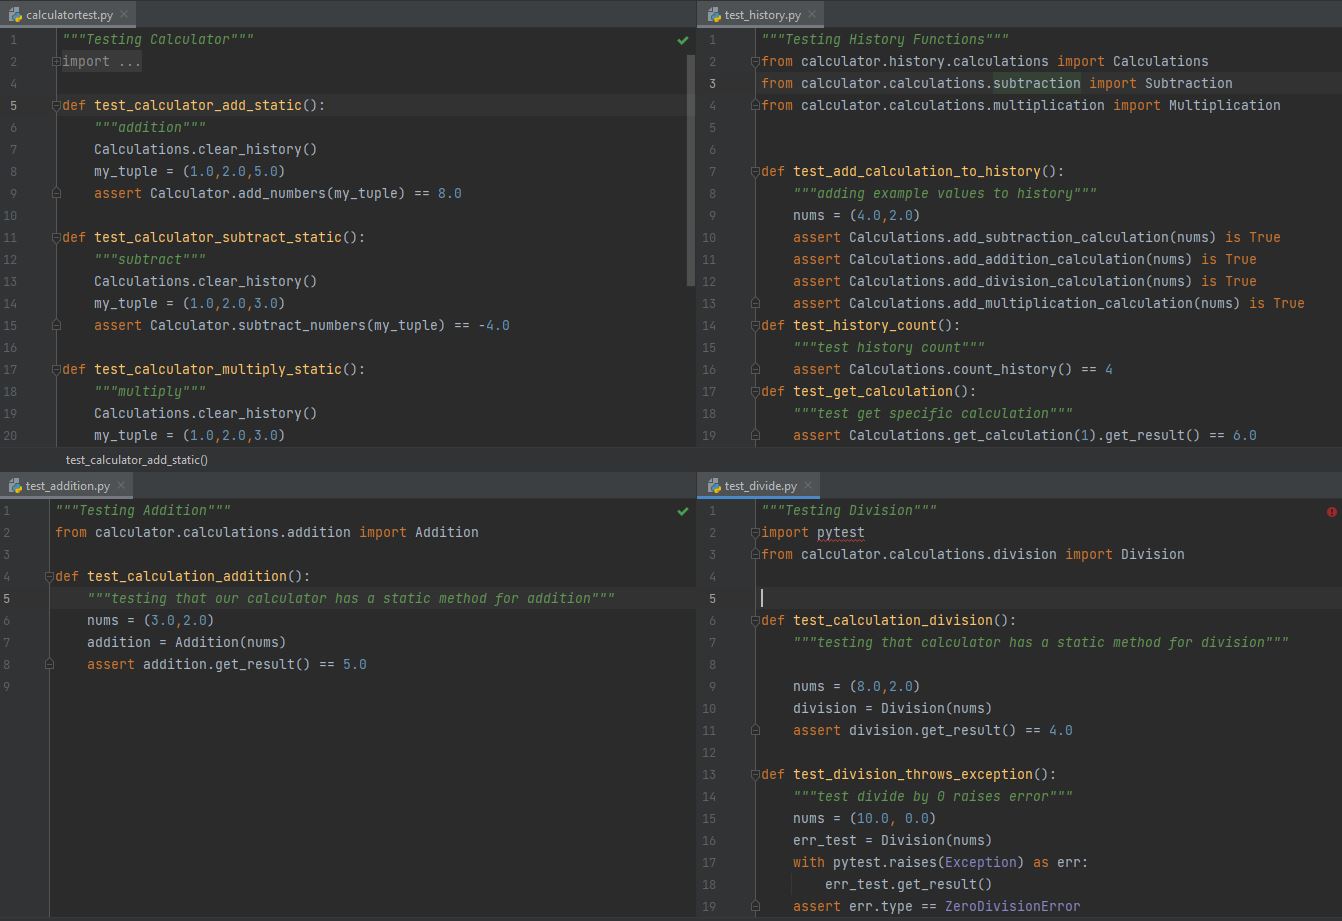 calculatortest.py
1 """Testing Calculator"""
2 import ...
4
5 def test_calculator_add_static():
6 """addition"""
7 Calculations.clear_history()
8 my_tuple = (1.0,2.0,5.0)
9 assert Calculator.add_numbers(my_tuple) == 8.0
10
11 def test_calculator_subtract_static():
12 """subtract"""
13 Calculations.clear_history()
14 my_tuple = (1.0,2.0,3.0)
15 assert Calculator.subtract_numbers(my_tuple) == -4.0
16
17 def test_calculator_multiply_static():
18 """multiply"""
19 Calculations.clear_history()
20 my_tuple = (1.0,2.0,3.0)
test_calculator_add_static()
test_history.py
1 """Testing History Functions"""
2 from calculator.history.calculations import Calculations
3 from calculator.calculations.subtraction import Subtraction
4 from calculator.calculations.multiplication import Multiplication
5
6
7 def test_add_calculation_to_history():
8 """adding example values to history"""
9 nums = (4.0,2.0)
10 assert Calculations.add_subtraction_calculation(nums) is True
11 assert Calculations.add_addition_calculation(nums) is True
12 assert Calculations.add_division_calculation(nums) is True
13 assert Calculations.add_multiplication_calculation(nums) is True
14 def test_history_count():
15 """test history count"""
16 assert Calculations.count_history() == 4
17 def test_get_calculation():
18 """test get specific calculation"""
19 assert Calculations.get_calculation(1).get_result() == 6.0
test_addition.py
1 """Testing Addition"""
2 from calculator.calculations.addition import Addition
3
4 def test_calculation_addition():
5 """testing that our calculator has a static method for addition"""
6 nums = (3.0,2.0)
7 addition = Addition(nums)
8 assert addition.get_result() == 5.0
9
test_divide.py
1 """Testing Division"""
2 import pytest
3 from calculator.calculations.division import Division
4
5
6 def test_calculation_division():
7 """testing that calculator has a static method for division"""
8
9 nums = (8.0,2.0)
10 division = Division(nums)
11 assert division.get_result() == 4.0
12
13 def test_division_throws_exception():
14 """test divide by 0 raises error"""
15 nums = (10.0, 0.0)
16 err_test = Division(nums)
17 with pytest.raises(Exception) as err:
18 err_test.get_result()
19 assert err.type == ZeroDivisionError